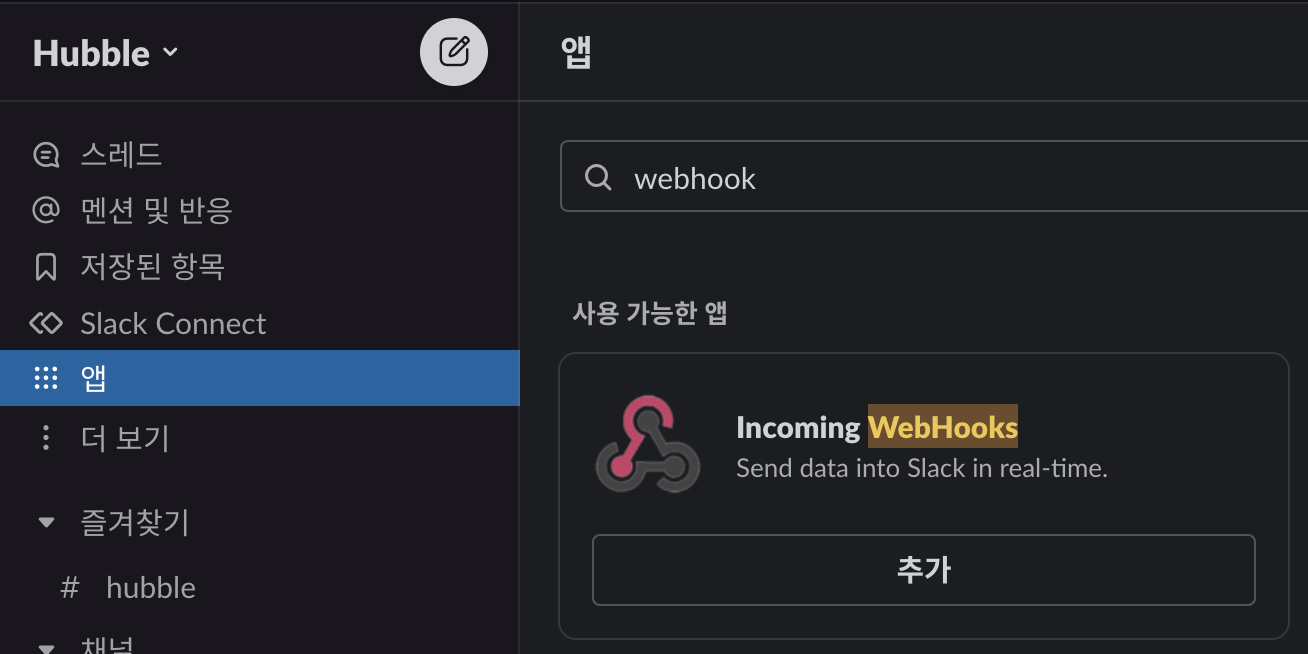 Hubble
스레드
멘션 및 반응
저장된 항목
Slack Connect
앱
더 보기
즐겨찾기
# hubble
채널
앱
webhook
사용 가능한 앱
Incoming WebHooks
Send data into Slack in real-time.
추가